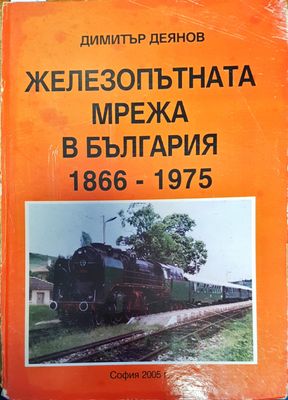 ДИМИТЪР ДЕЯНОВ
ЖЕЛЕЗОПЪТНАТА
МРЕЖА
В БЪЛГАРИЯ
1866 - 1975
София 2005 г.